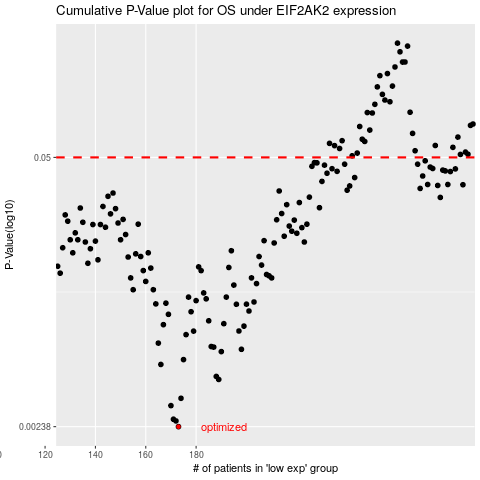 Cumulative P-Value plot for OS under EIF2AK2 expression
P-Value(log10)
0.05
0.00238
optimized
0 120 140 160 180
# of patients in 'low exp' group